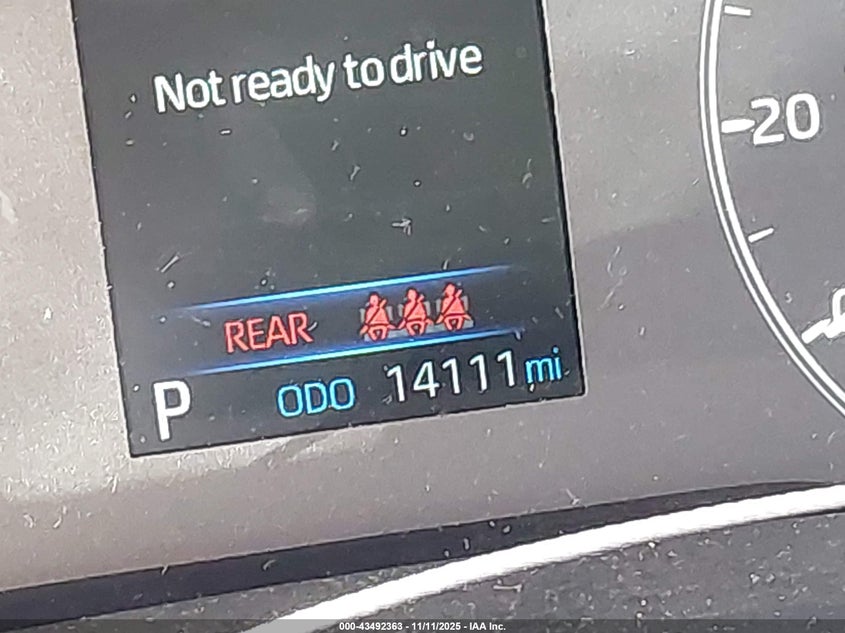 Not ready to drive
20
REAR
P ODO 14111 mi
000-43492363 - 11/11/2025 - IAA Inc.